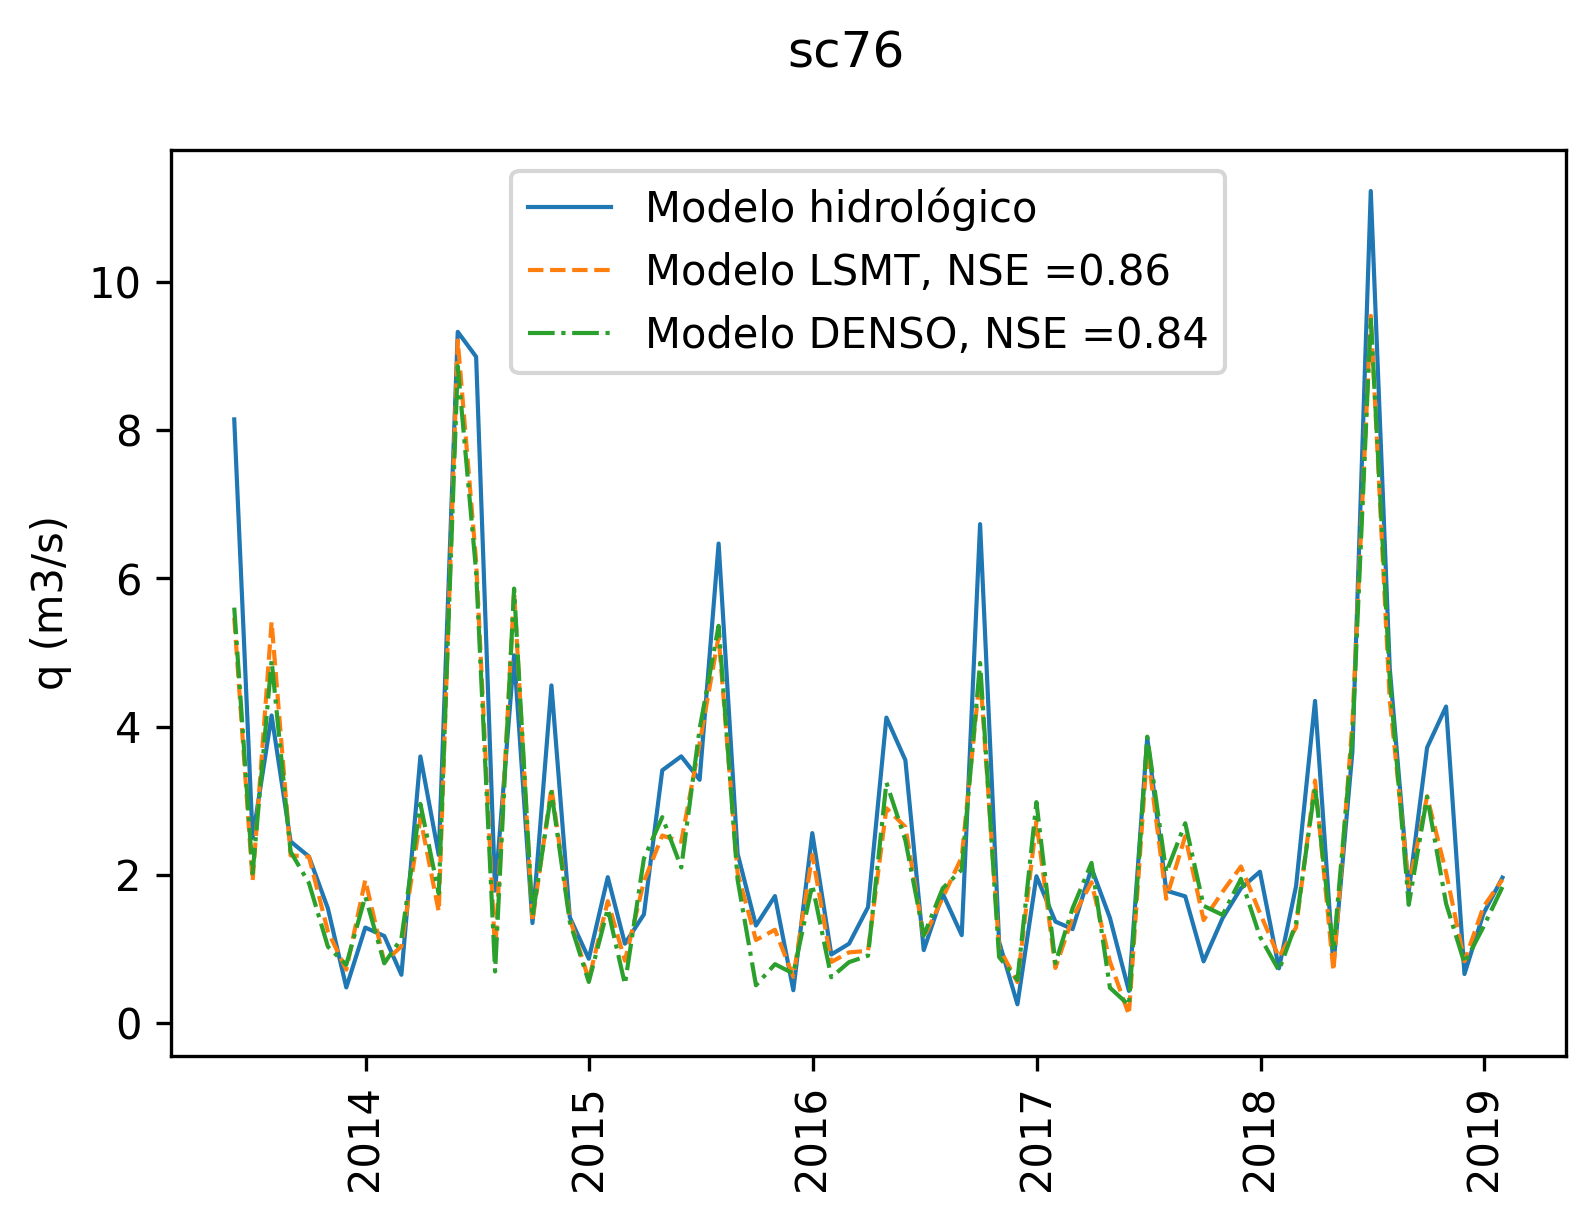 sc76
Modelo hidrológico
Modelo LSMT, NSE =0.86
Modelo DENSO, NSE =0.84
q (m3/s)
10
8
6
4
2
0
2014
2015
2016
2017
2018
2019